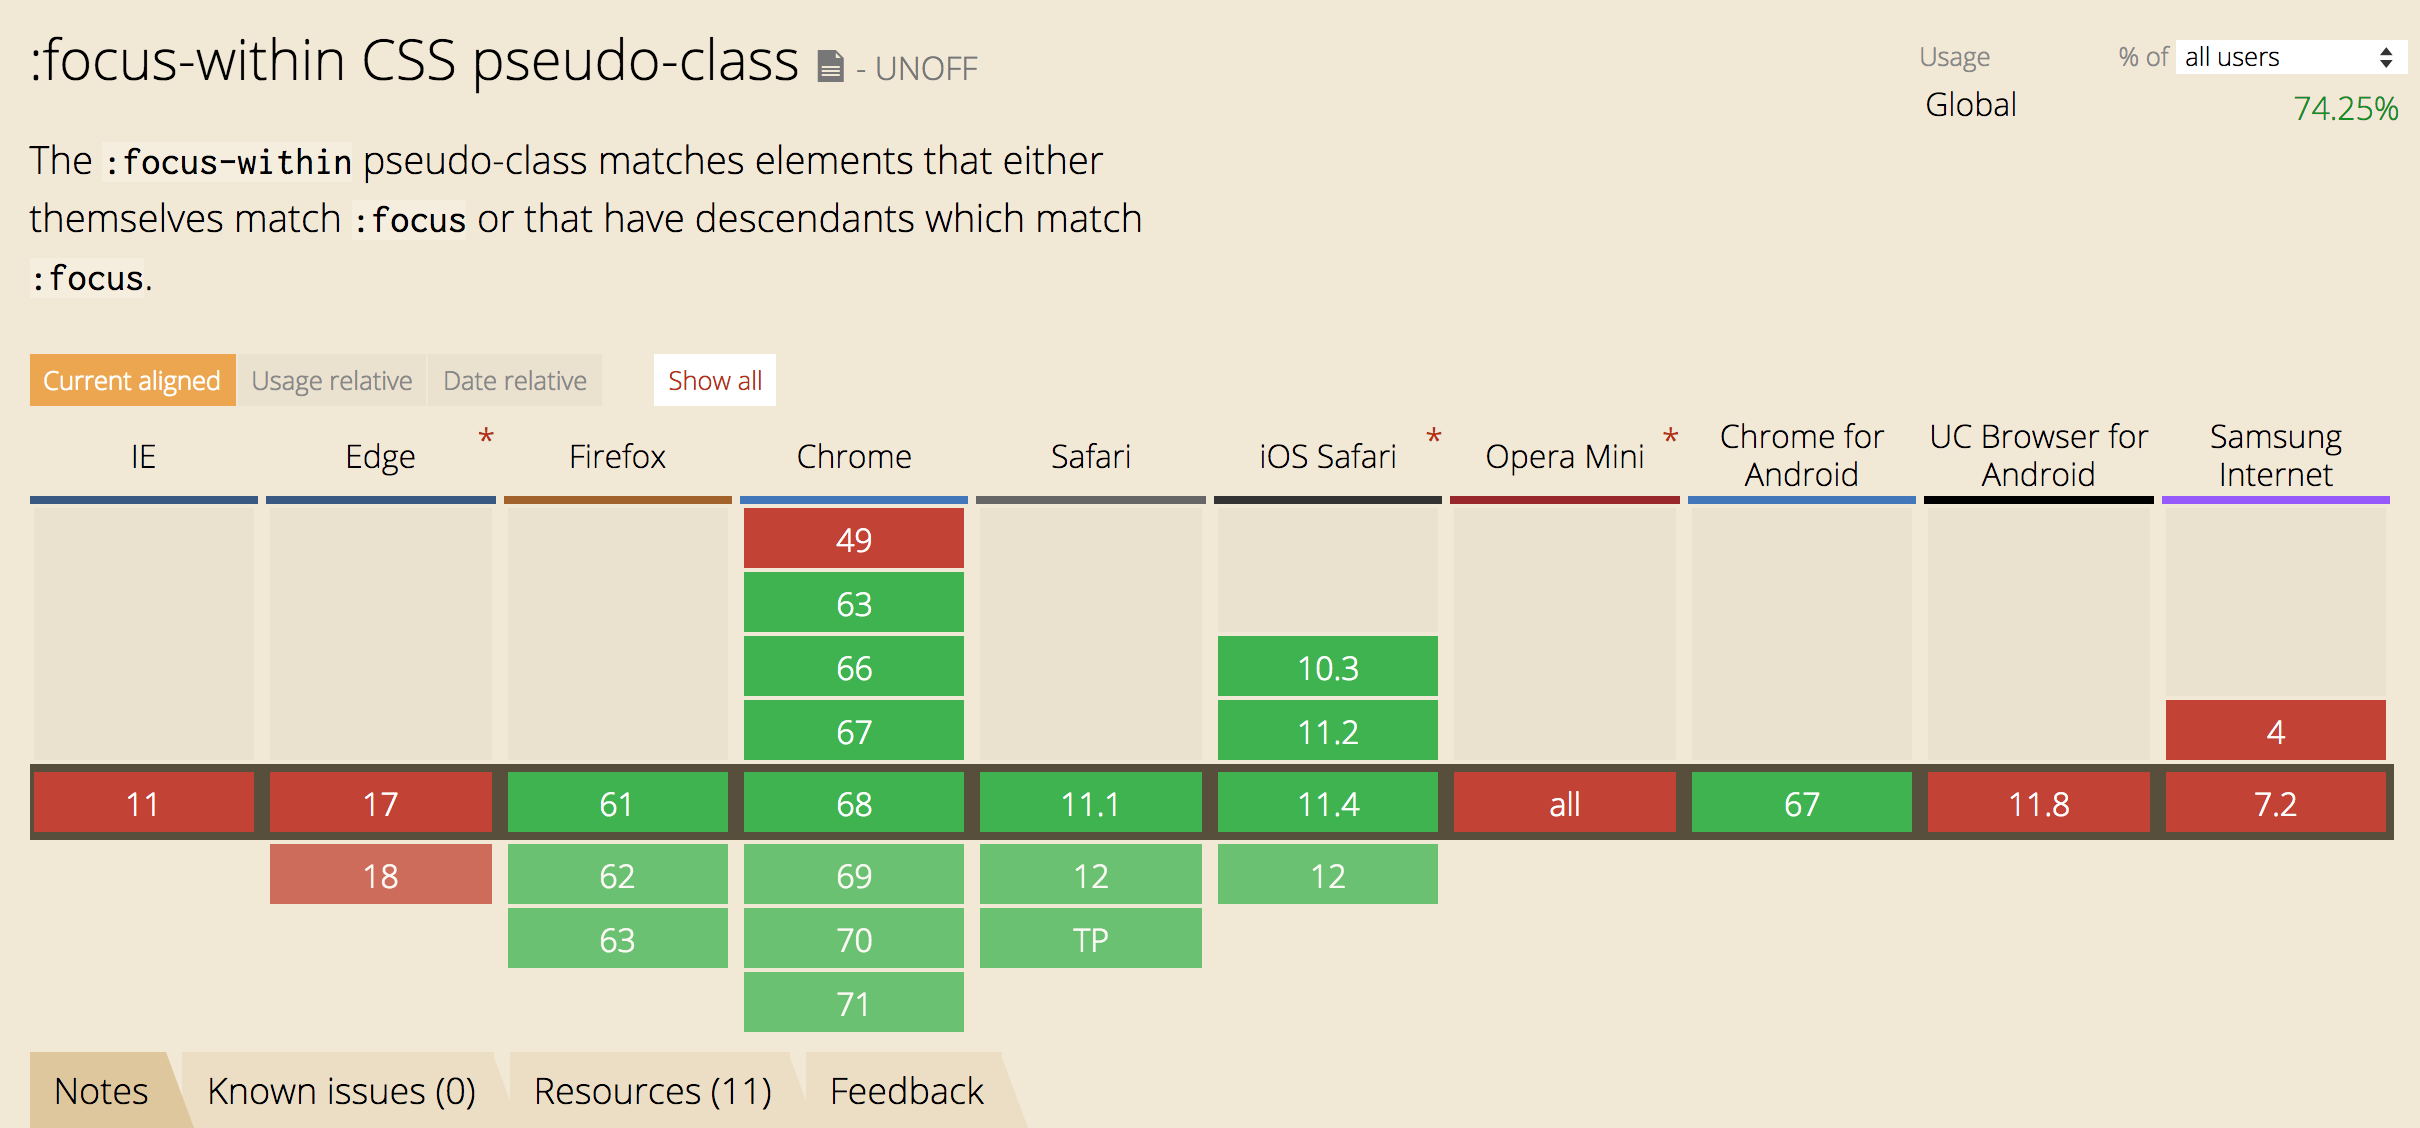 :focus-within CSS pseudo-class - UNOFF
Usage % of all users
Global 74.25%
The :focus-within pseudo-class matches elements that either
themselves match :focus or that have descendants which match
:focus.
Current aligned Usage relative Date relative Show all
IE Edge * Firefox Chrome Safari iOS Safari * Opera Mini * Chrome for Android UC Browser for Android Samsung Internet
49
63
66 10.3
67 11.2 4
11 17 61 68 11.1 11.4 all 67 11.8 7.2
18 62 69 12 12
63 70 TP
71
Notes Known issues (0) Resources (11) Feedback